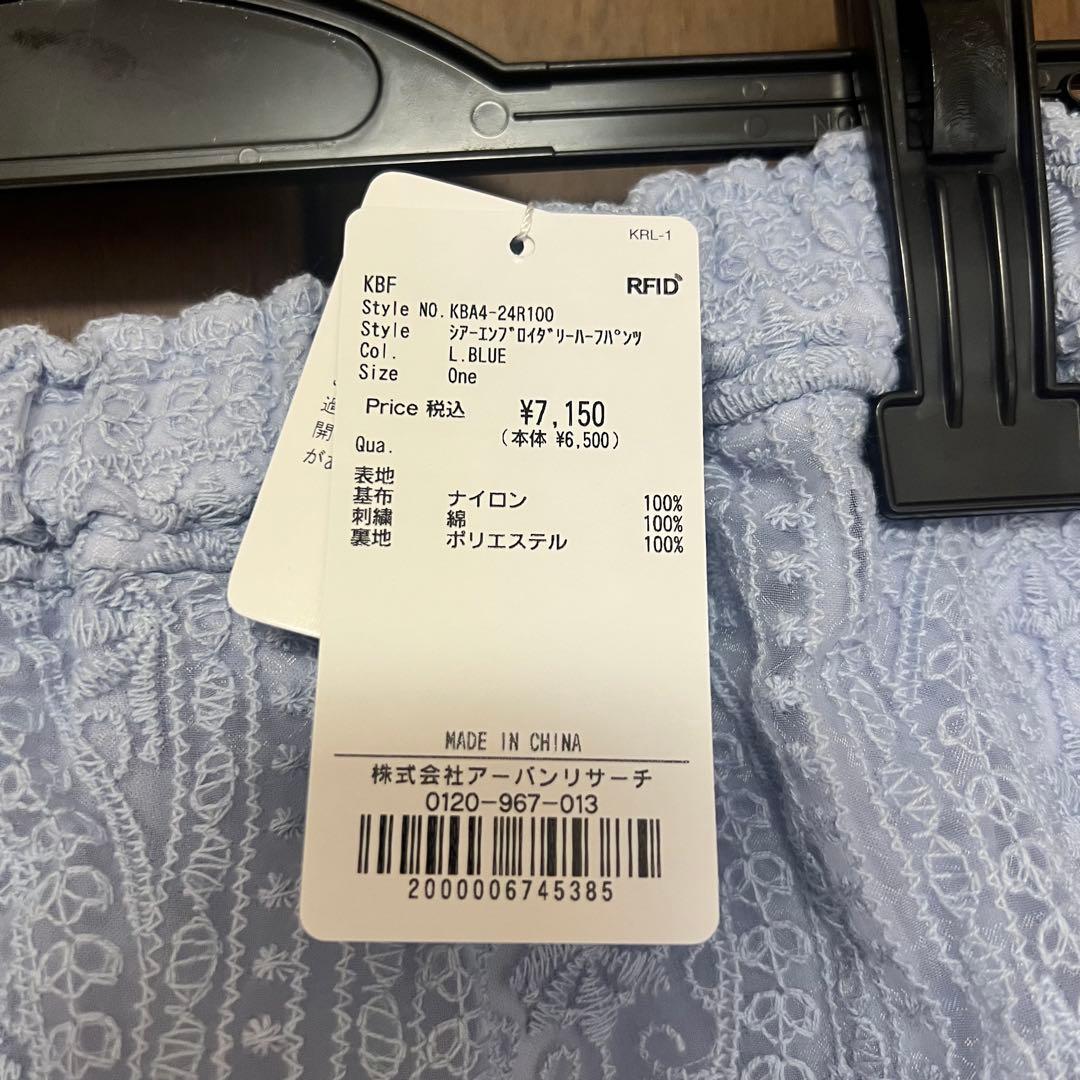 KRL-1
KBF
RFID
Style NO. KBA4-24R100
Style ｼｱｰｴﾝﾌﾞﾛｲﾀﾞﾘｰﾊｰﾌﾊﾟﾝﾂ
Col. L.BLUE
Size One
Price 税込 ¥7,150
(本体 ¥6,500)
Qua.
表地
基布 ナイロン 100%
刺繍 綿 100%
裏地 ポリエステル 100%
MADE IN CHINA
株式会社アーバンリサーチ
0120-967-013
2000006745385
過
開
があ